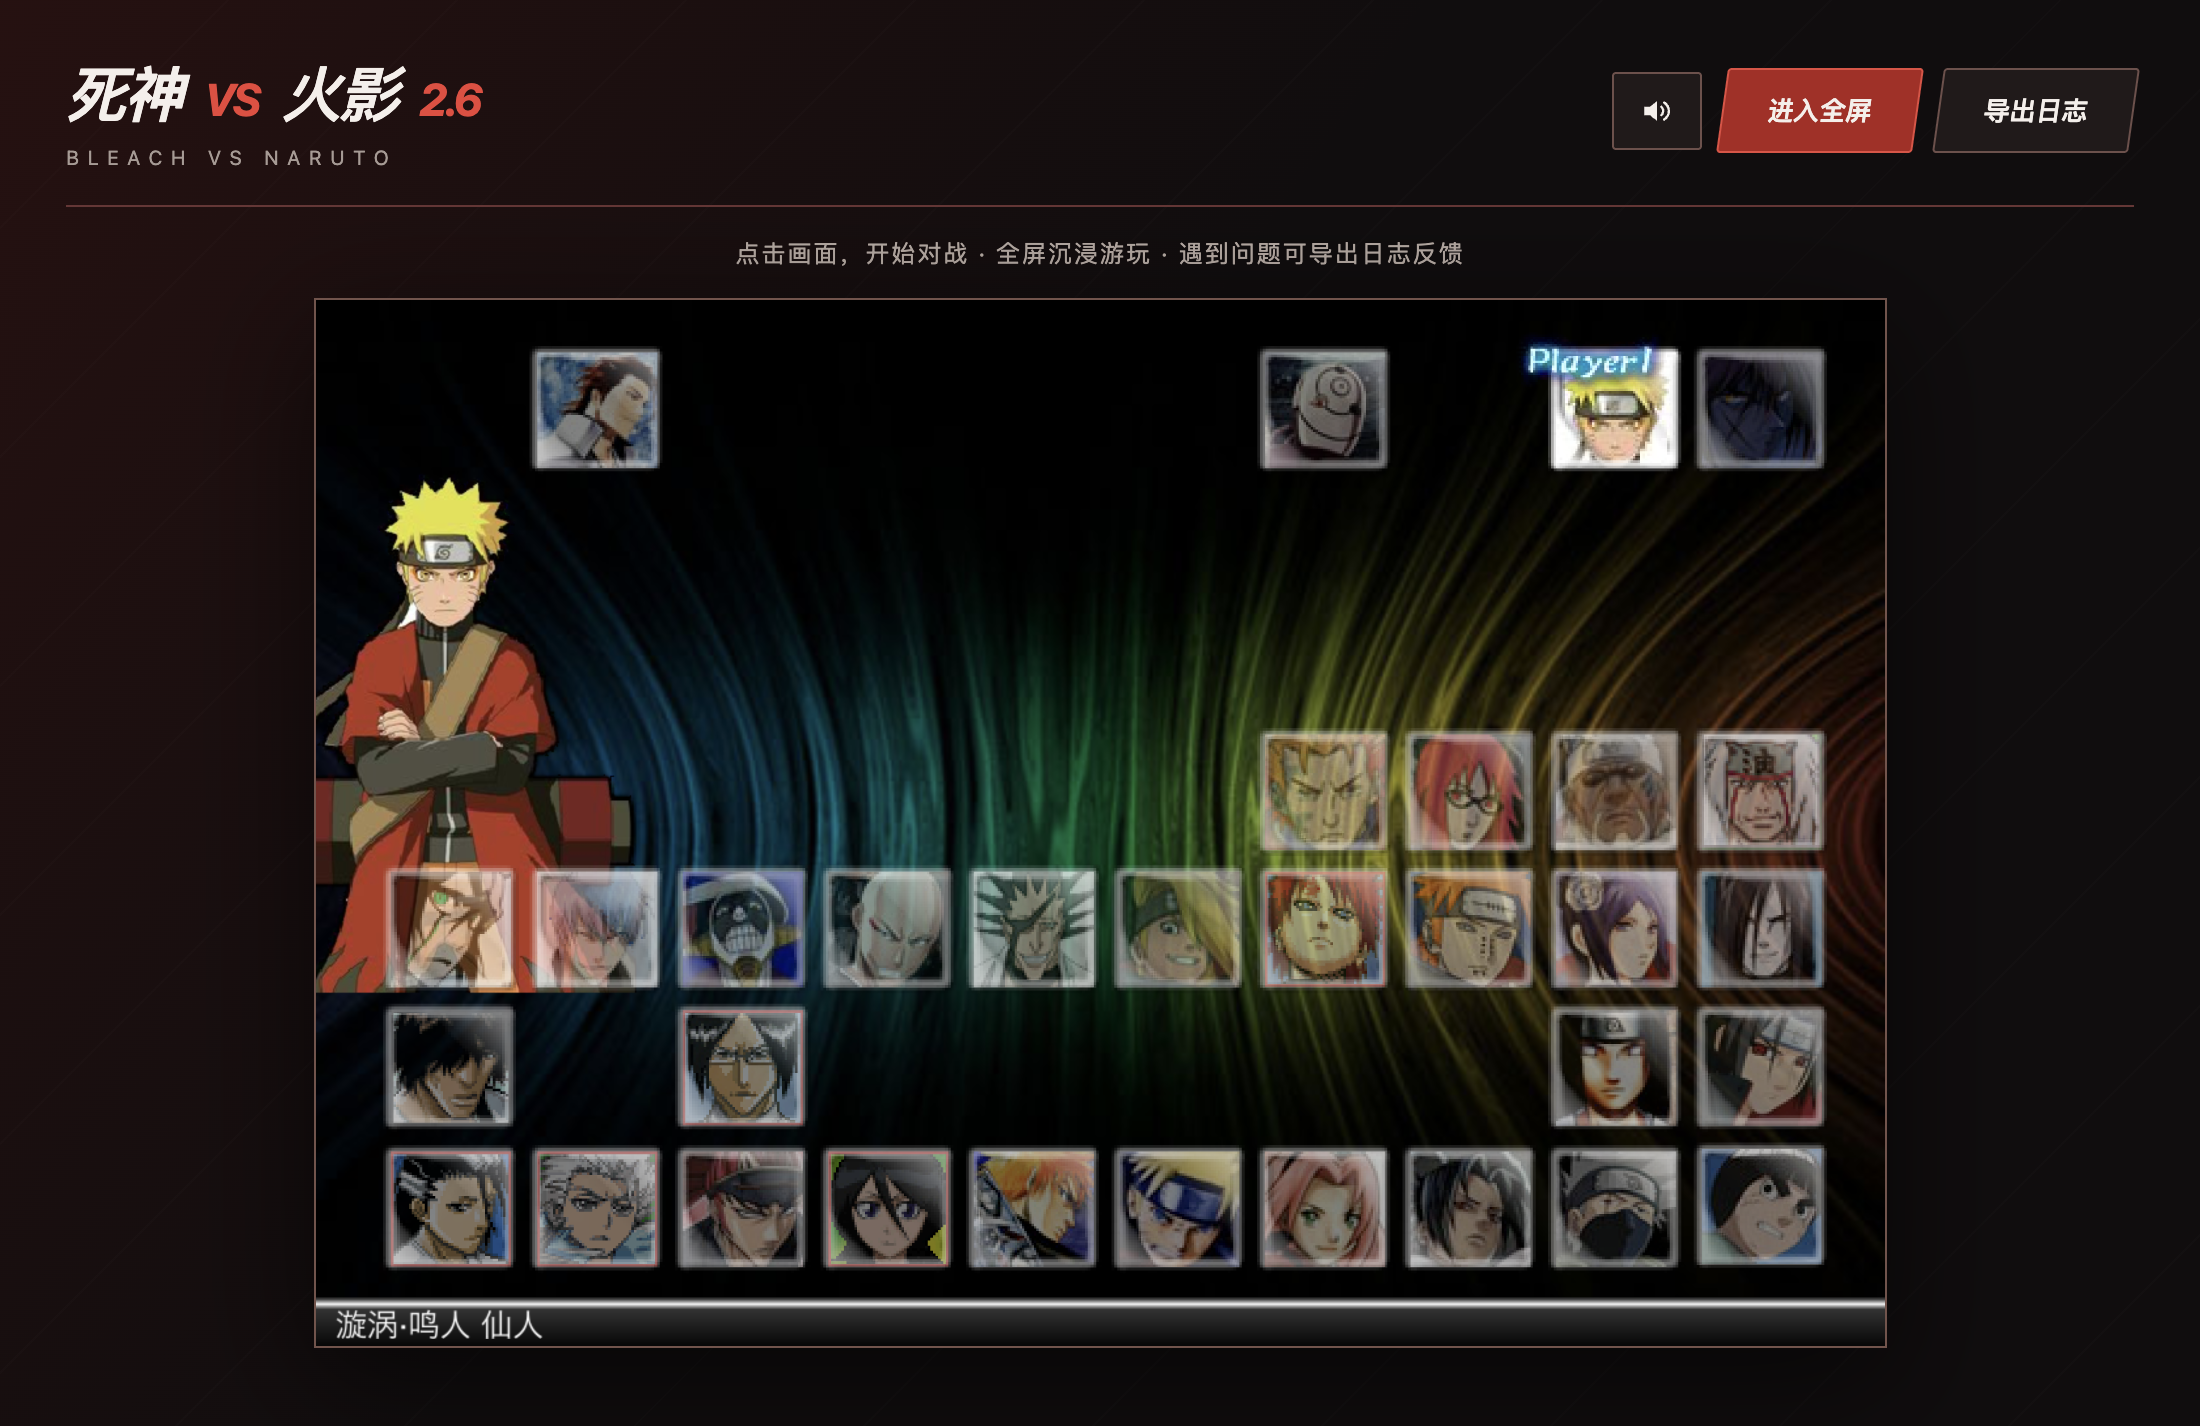 死神 VS 火影 2.6
BLEACH VS NARUTO
进入全屏
导出日志
点击画面，开始对战 · 全屏沉浸游玩 · 遇到问题可导出日志反馈
Player1
油
漩涡·鸣人 仙人